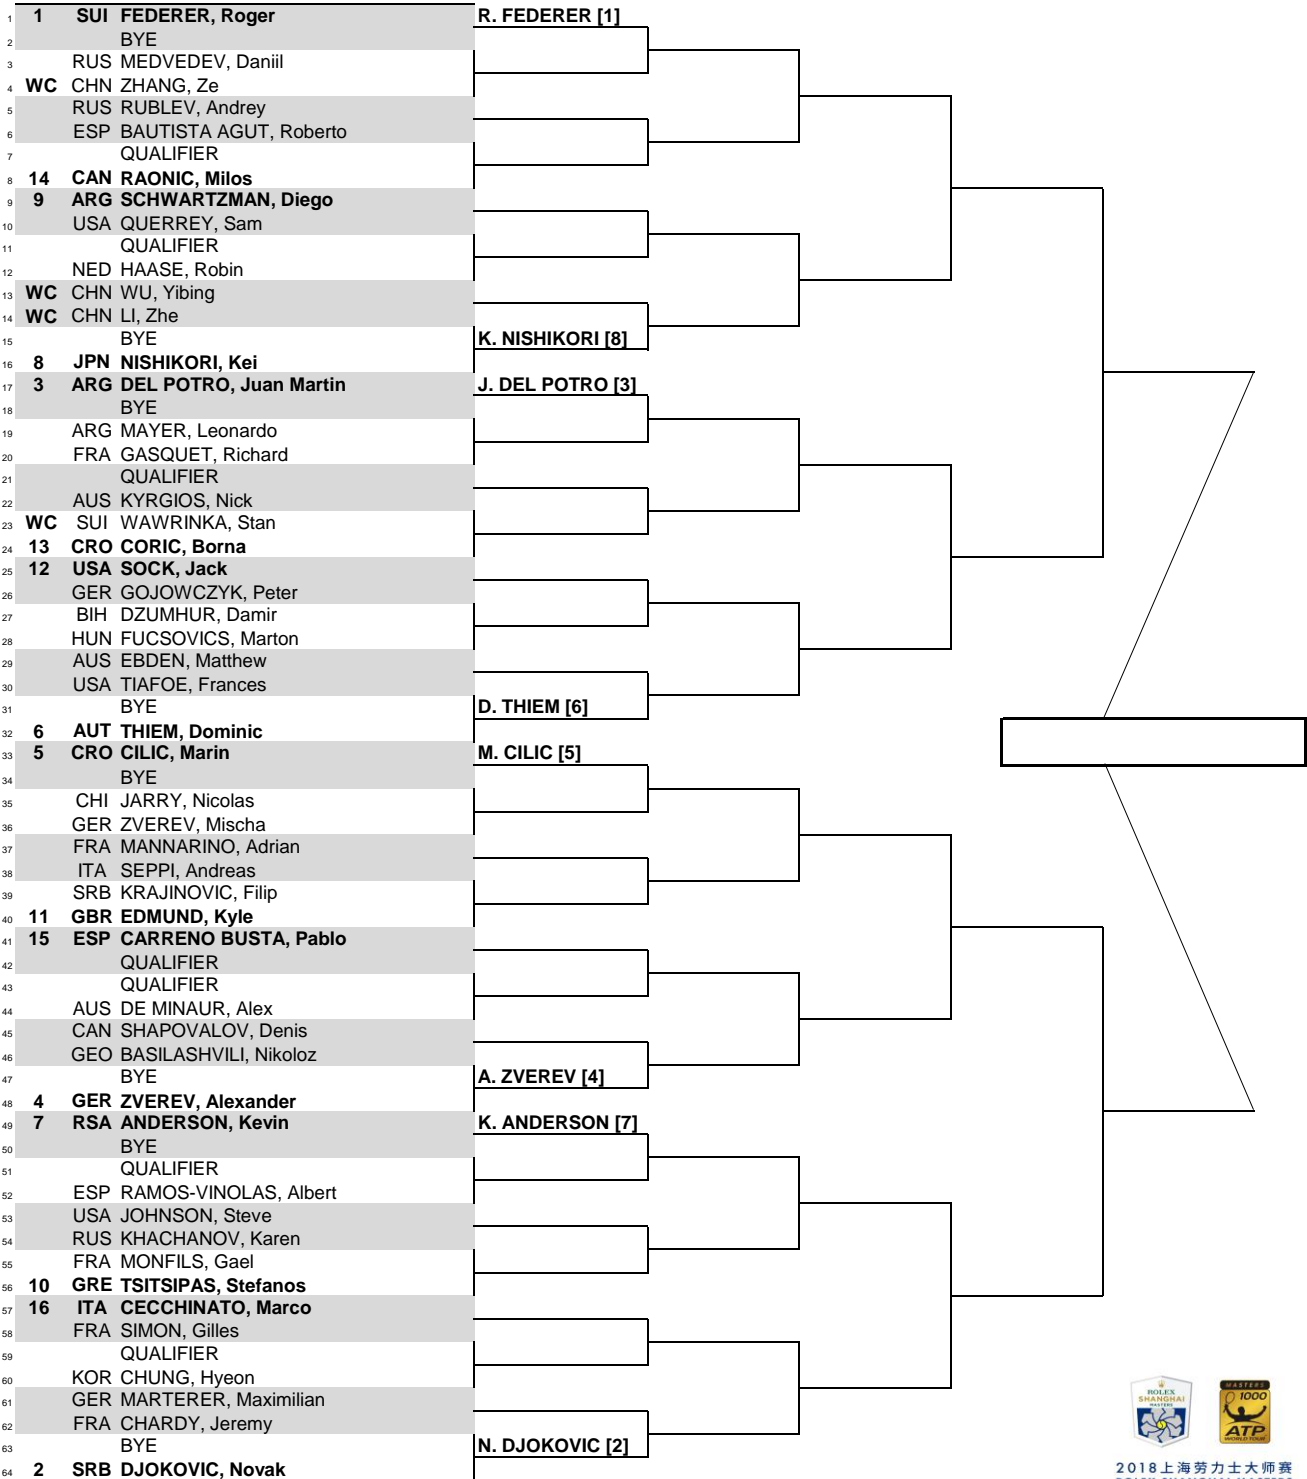 1 1 SUI FEDERER, Roger R. FEDERER [1]
2 BYE
3 RUS MEDVEDEV, Daniil
4 WC CHN ZHANG, Ze
5 RUS RUBLEV, Andrey
6 ESP BAUTISTA AGUT, Roberto
7 QUALIFIER
8 14 CAN RAONIC, Milos
9 9 ARG SCHWARTZMAN, Diego
10 USA QUERREY, Sam
11 QUALIFIER
12 NED HAASE, Robin
13 WC CHN WU, Yibing
14 WC CHN LI, Zhe
15 BYE K. NISHIKORI [8]
16 8 JPN NISHIKORI, Kei
17 3 ARG DEL POTRO, Juan Martin J. DEL POTRO [3]
18 BYE
19 ARG MAYER, Leonardo
20 FRA GASQUET, Richard
21 QUALIFIER
22 AUS KYRGIOS, Nick
23 WC SUI WAWRINKA, Stan
24 13 CRO CORIC, Borna
25 12 USA SOCK, Jack
26 GER GOJOWCZYK, Peter
27 BIH DZUMHUR, Damir
28 HUN FUCSOVICS, Marton
29 AUS EBDEN, Matthew
30 USA TIAFOE, Frances
31 BYE D. THIEM [6]
32 6 AUT THIEM, Dominic
33 5 CRO CILIC, Marin M. CILIC [5]
34 BYE
35 CHI JARRY, Nicolas
36 GER ZVEREV, Mischa
37 FRA MANNARINO, Adrian
38 ITA SEPPI, Andreas
39 SRB KRAJINOVIC, Filip
40 11 GBR EDMUND, Kyle
41 15 ESP CARRENO BUSTA, Pablo
42 QUALIFIER
43 QUALIFIER
44 AUS DE MINAUR, Alex
45 CAN SHAPOVALOV, Denis
46 GEO BASILASHVILI, Nikoloz
47 BYE A. ZVEREV [4]
48 4 GER ZVEREV, Alexander
49 7 RSA ANDERSON, Kevin K. ANDERSON [7]
50 BYE
51 QUALIFIER
52 ESP RAMOS-VINOLAS, Albert
53 USA JOHNSON, Steve
54 RUS KHACHANOV, Karen
55 FRA MONFILS, Gael
56 10 GRE TSITSIPAS, Stefanos
57 16 ITA CECCHINATO, Marco
58 FRA SIMON, Gilles
59 QUALIFIER
60 KOR CHUNG, Hyeon
61 GER MARTERER, Maximilian
62 FRA CHARDY, Jeremy
63 BYE N. DJOKOVIC [2]
64 2 SRB DJOKOVIC, Novak
ROLEX
SHANGHAI
MASTERS
MASTERS
1000
ATP
WORLD TOUR
2018上海劳力士大师赛